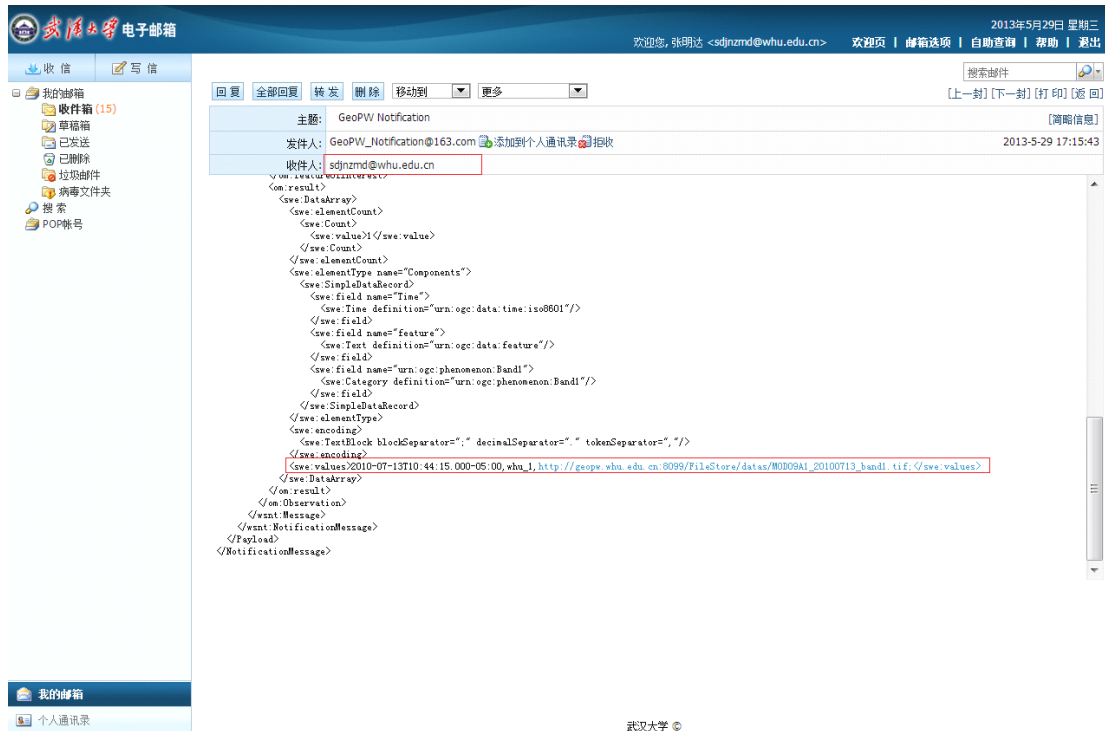 武漢大学 电子邮箱
2013年5月29日 星期三
欢迎您, 张明达 <sdjnzmd@whu.edu.cn> 欢迎页 | 邮箱选项 | 自助查询 | 帮助 | 退出
收 信 写 信
搜索邮件
我的邮箱
收件箱 (15)
草稿箱
已发送
已删除
垃圾邮件
病毒文件夹
搜 索
POP帐号
回 复 全部回复 转 发 删 除 移动到 更多 [上一封] [下一封] [打 印] [返 回]
主题: GeoPW Notification [简略信息]
发件人: GeoPW_Notification@163.com 添加到个人通讯录 拒收 2013-5-29 17:15:43
收件人: sdjnzmd@whu.edu.cn
</om:featureOfInterest>
<om:result>
<swe:DataArray>
<swe:elementCount>
<swe:Count>
<swe:value>1</swe:value>
</swe:Count>
</swe:elementCount>
<swe:elementType name="Components">
<swe:SimpleDataRecord>
<swe:field name="Time">
<swe:Time definition="urn:ogc:data:time:iso8601"/>
</swe:field>
<swe:field name="feature">
<swe:Text definition="urn:ogc:data:feature"/>
</swe:field>
<swe:field name="urn:ogc:phenomenon:Band1">
<swe:Category definition="urn:ogc:phenomenon:Band1"/>
</swe:field>
</swe:SimpleDataRecord>
</swe:elementType>
<swe:encoding>
<swe:TextBlock blockSeparator=";" decimalSeparator="." tokenSeparator=","/>
</swe:encoding>
<swe:values>2010-07-13T10:44:15.000-05:00,whu_1,http://geopw.whu.edu.cn:8099/FileStore/datas/MOD09A1_20100713_band1.tif;</swe:values>
</swe:DataArray>
</om:result>
</om:Observation>
</wsnt:Message>
</wsnt:NotificationMessage>
</Payload>
</NotificationMessage>
我的邮箱
个人通讯录
武汉大学 ©